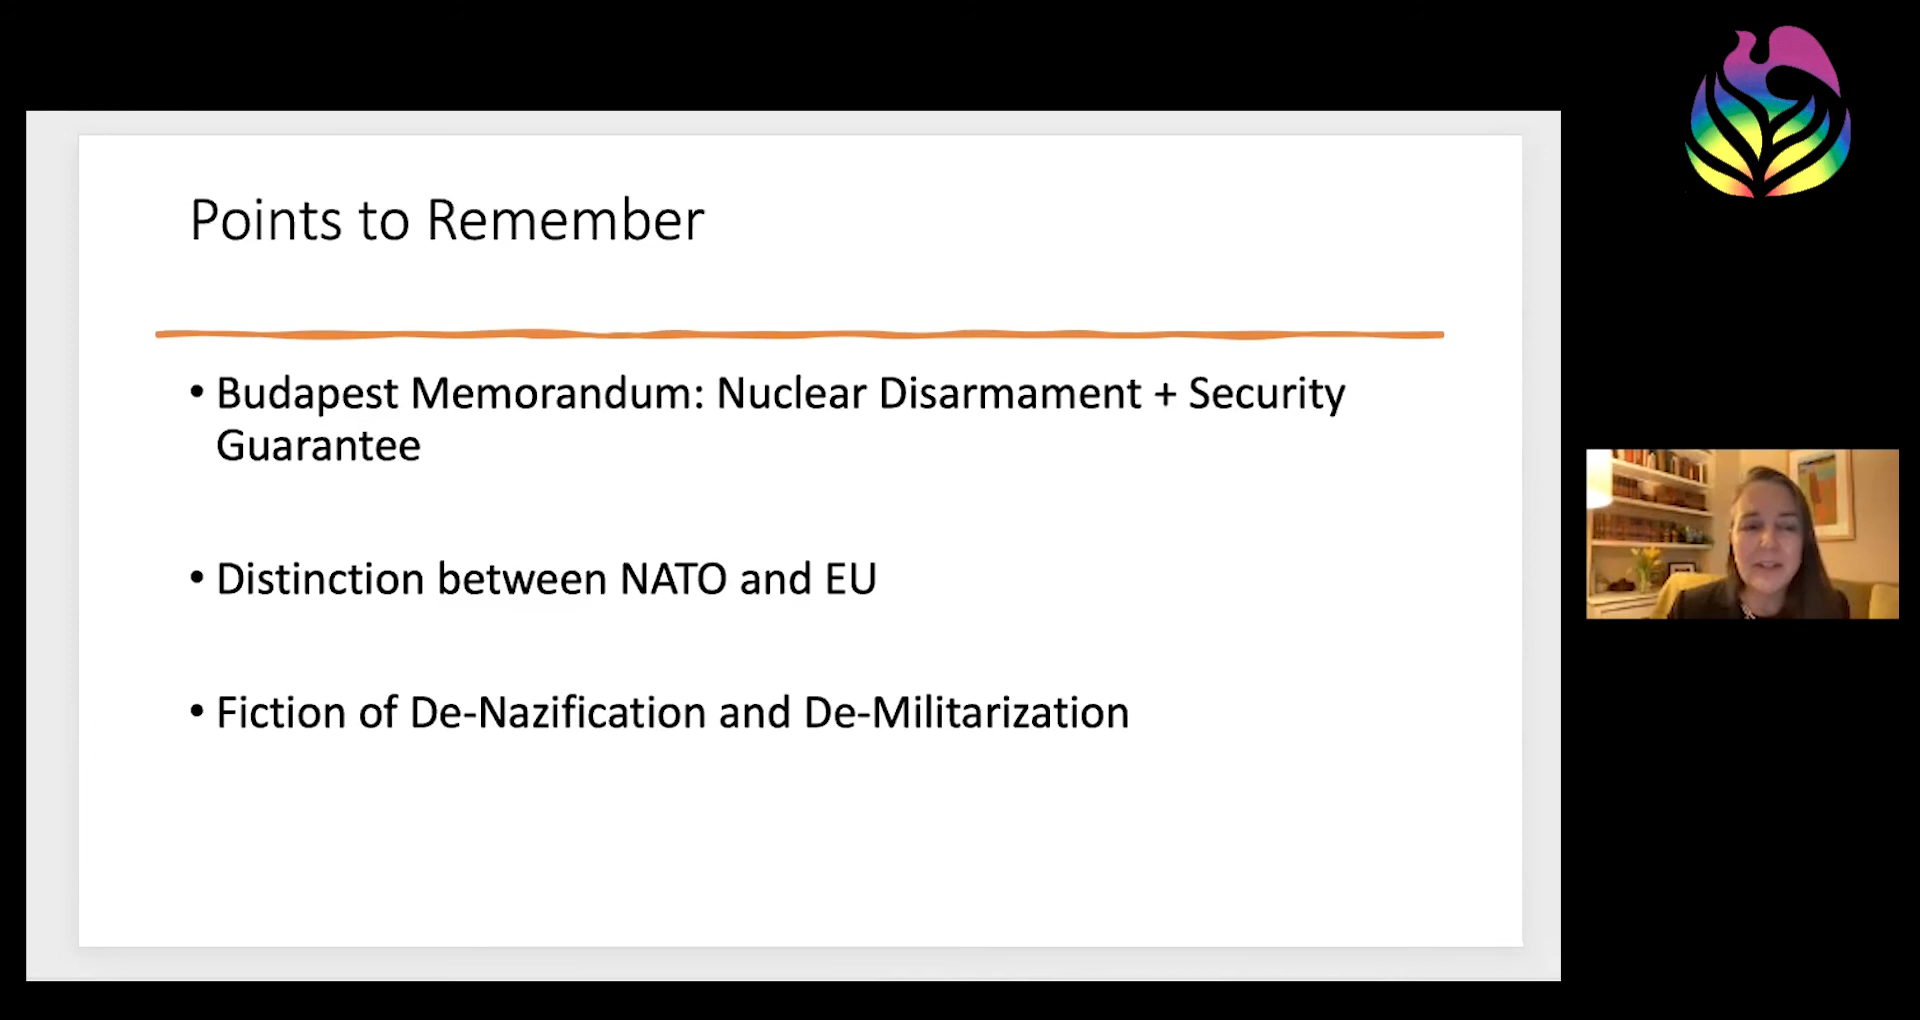 Points to Remember
• Budapest Memorandum: Nuclear Disarmament + Security
Guarantee
• Distinction between NATO and EU
• Fiction of De-Nazification and De-Militarization